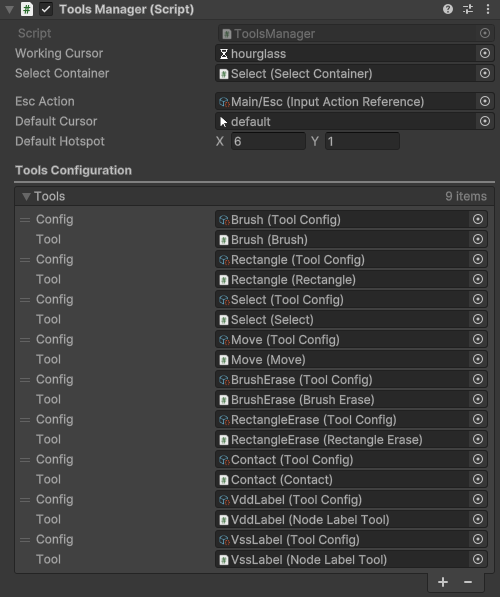 Tools Manager (Script)
Script ToolsManager
Working Cursor hourglass
Select Container Select (Select Container)
Esc Action Main/Esc (Input Action Reference)
Default Cursor default
Default Hotspot X 6 Y 1
Tools Configuration
Tools 9 items
Config Brush (Tool Config)
Tool Brush (Brush)
Config Rectangle (Tool Config)
Tool Rectangle (Rectangle)
Config Select (Tool Config)
Tool Select (Select)
Config Move (Tool Config)
Tool Move (Move)
Config BrushErase (Tool Config)
Tool BrushErase (Brush Erase)
Config RectangleErase (Tool Config)
Tool RectangleErase (Rectangle Erase)
Config Contact (Tool Config)
Tool Contact (Contact)
Config VddLabel (Tool Config)
Tool VddLabel (Node Label Tool)
Config VssLabel (Tool Config)
Tool VssLabel (Node Label Tool)